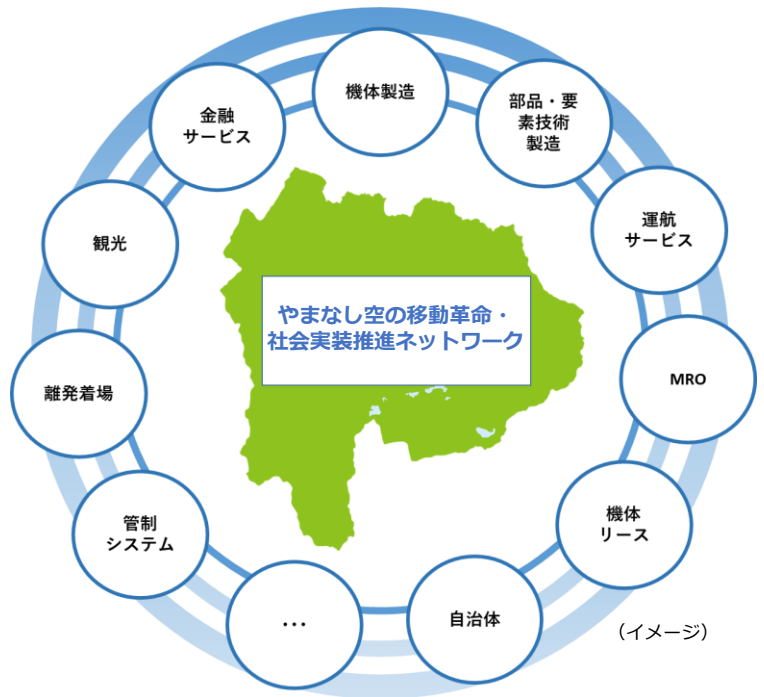 機体製造
部品・要
素技術
製造
運航
サービス
MRO
機体
リース
自治体
…
管制
システム
離発着場
観光
金融
サービス
やまなし空の移動革命・
社会実装推進ネットワーク
（イメージ）